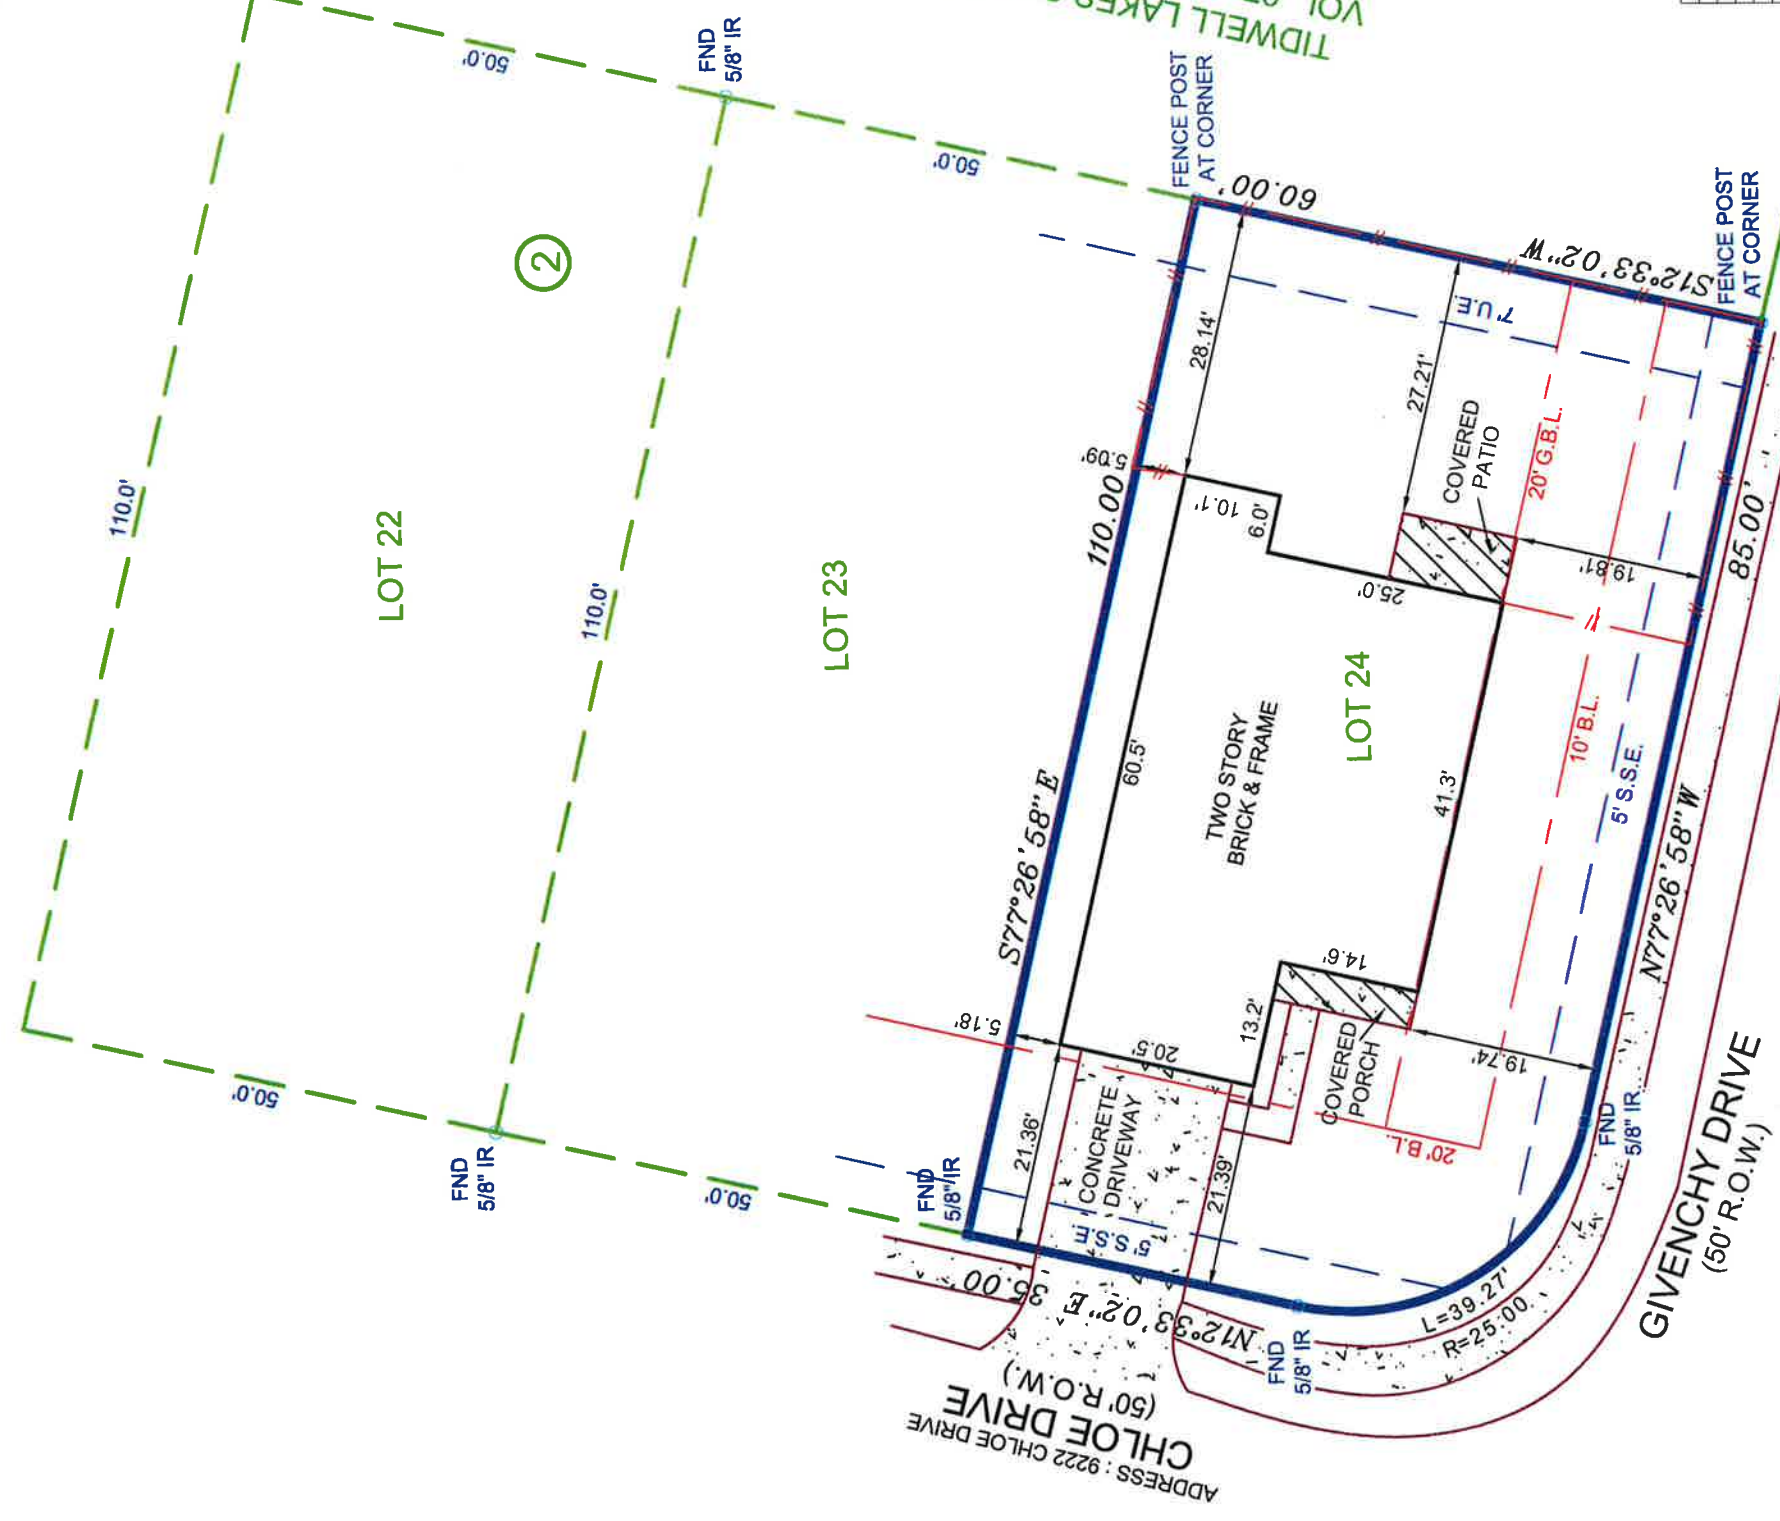 TIDWELL LAKES
VOL.
50.0'
FND
5/8" IR
50.0'
FENCE POST
AT CORNER
60.00'
S12°33'02"W
FENCE POST
AT CORNER
2
110.0'
LOT 22
110.0'
LOT 23
110.00'
S77°26'58"E
5.09'
28.14'
27.21'
7' U.E.
10.1'
6.0'
25.0'
COVERED
PATIO
20' G.B.L.
19.81'
85.00'
N77°26'58"W
60.5'
TWO STORY
BRICK & FRAME
LOT 24
41.3'
10' B.L.
5' S.S.E.
14.6'
13.2'
COVERED
PORCH
19.74'
20' B.L.
5.18'
20.5'
21.36'
CONCRETE
DRIVEWAY
21.39'
5' S.S.E.
50.0'
FND
5/8" IR
50.0'
FND
5/8" IR
35.00'
N12°33'02"E
FND
5/8" IR
L=39.27'
R=25.00
FND
5/8" IR
GIVENCHY DRIVE
(50' R.O.W.)
(50' R.O.W.)
CHLOE DRIVE
ADDRESS : 9222 CHLOE DRIVE